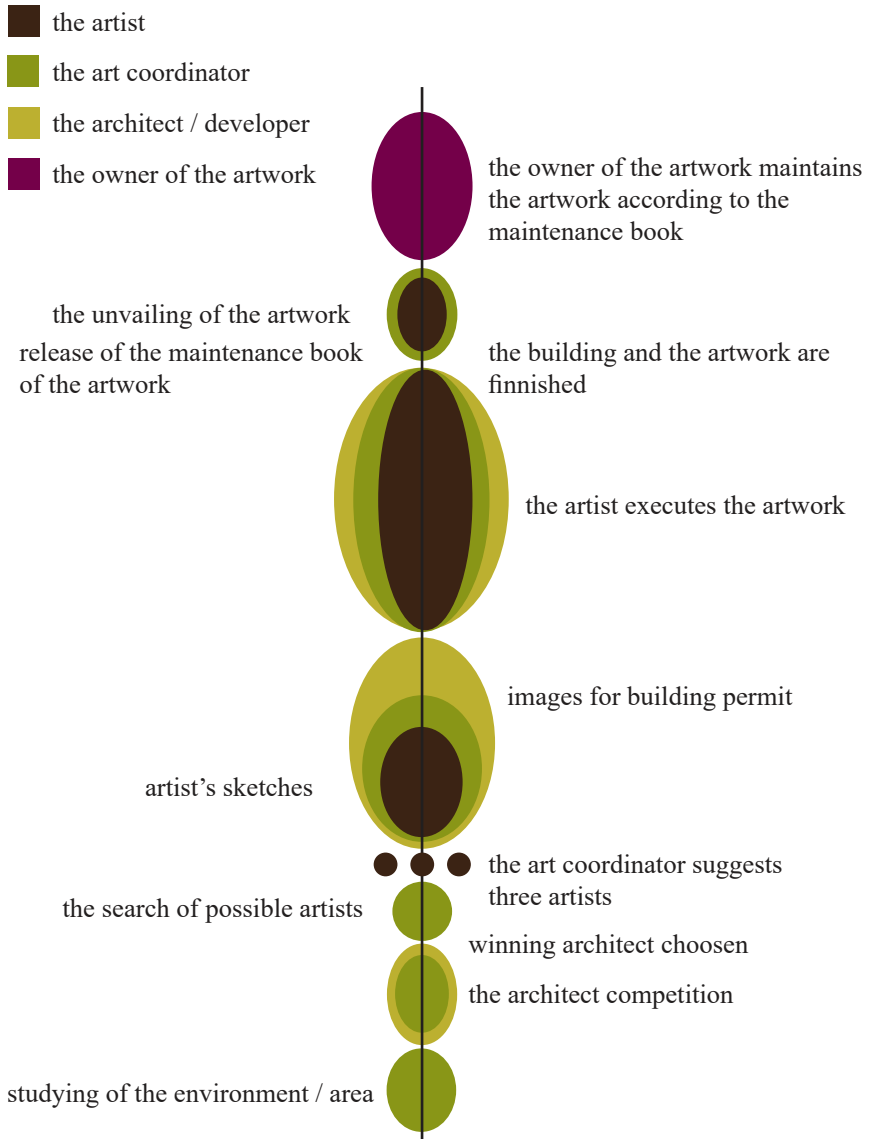 the artist
the art coordinator
the architect / developer
the owner of the artwork
the owner of the artwork maintains
the artwork according to the
maintenance book
the unvailing of the artwork
release of the maintenance book
of the artwork
the building and the artwork are
finnished
the artist executes the artwork
images for building permit
artist’s sketches
the art coordinator suggests
three artists
the search of possible artists
winning architect choosen
the architect competition
studying of the environment / area